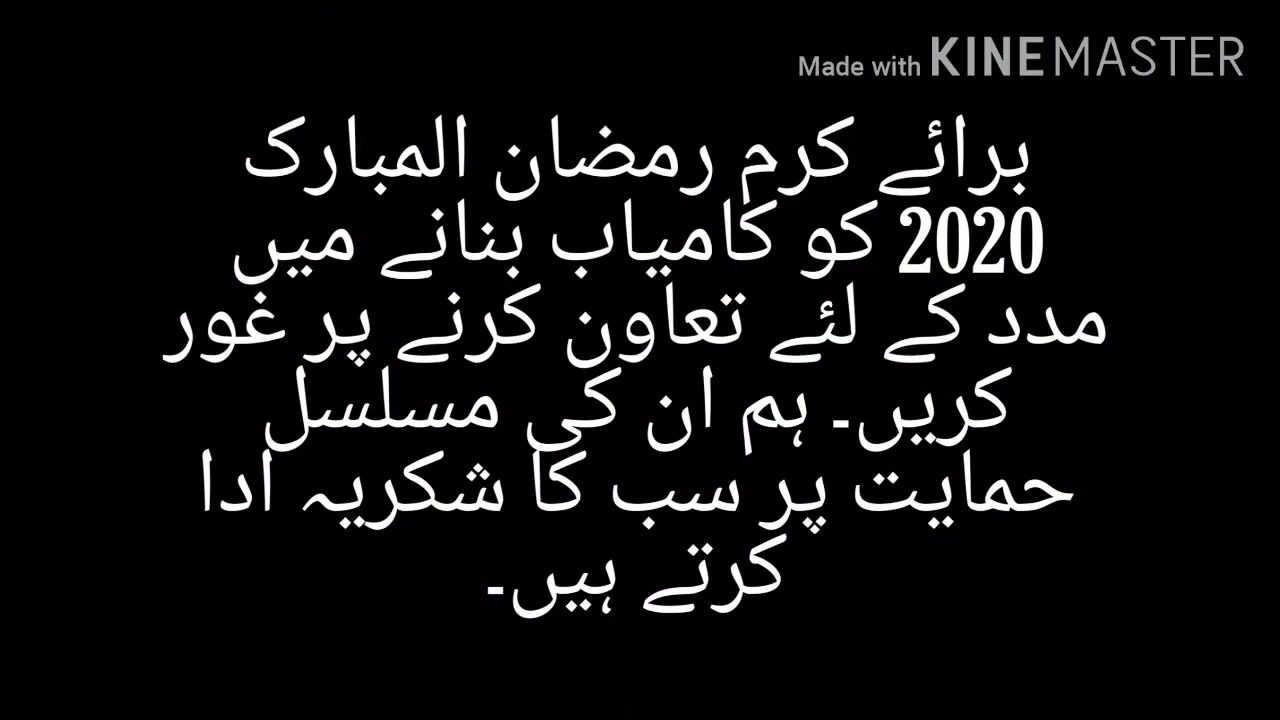 Made with KINEMASTER
برائے کرم رمضان المبارک
2020 کو کامیاب بنانے میں
مدد کے لئے تعاون کرنے پر غور
کریں۔ ہم ان کی مسلسل
حمایت پر سب کا شکریہ ادا
کرتے ہیں۔